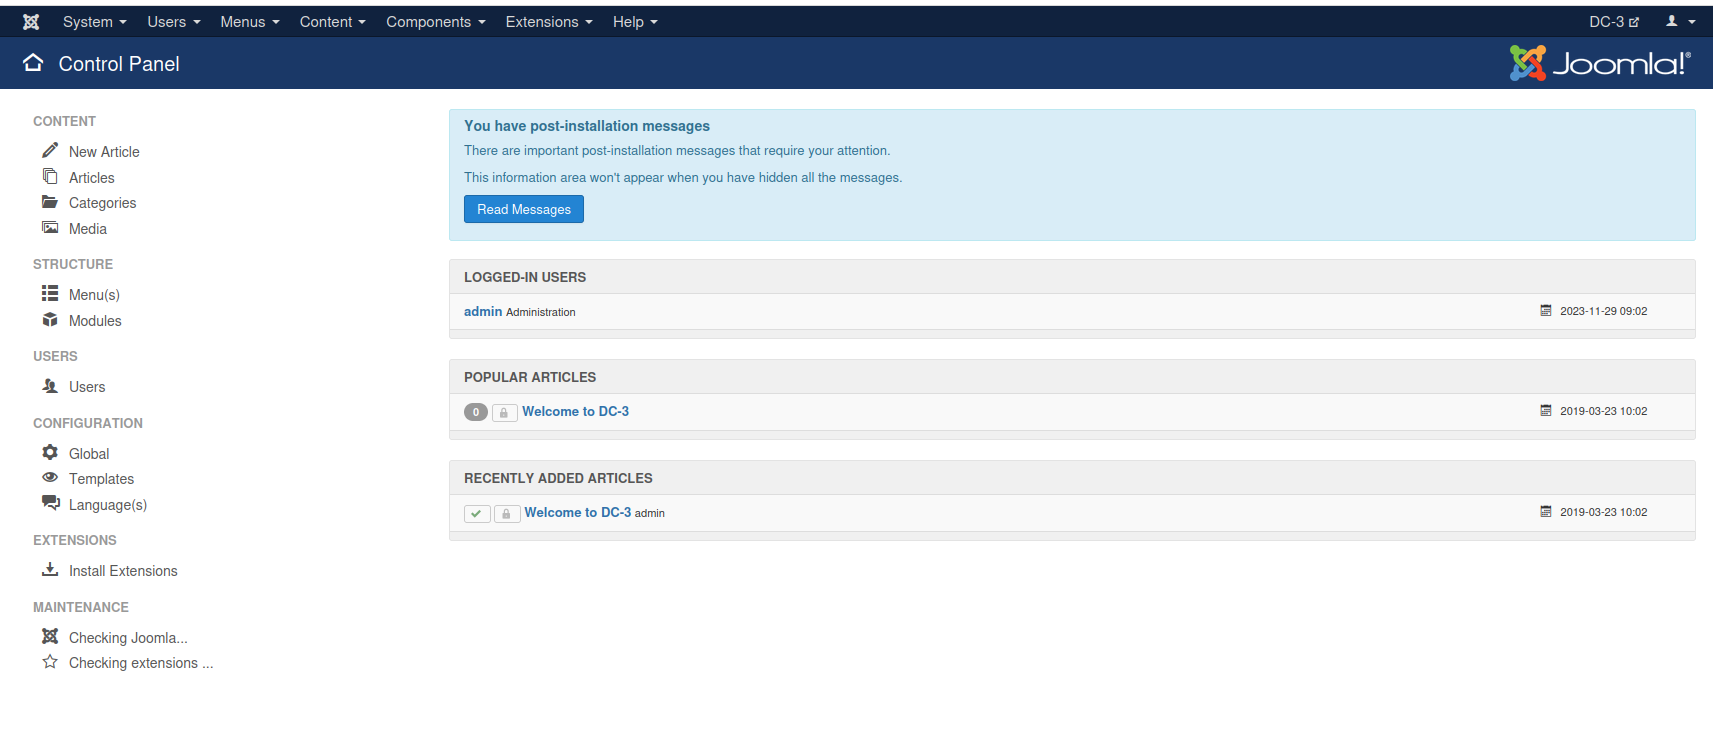 System Users Menus Content Components Extensions Help DC-3
Control Panel Joomla!®
CONTENT
New Article
Articles
Categories
Media
STRUCTURE
Menu(s)
Modules
USERS
Users
CONFIGURATION
Global
Templates
Language(s)
EXTENSIONS
Install Extensions
MAINTENANCE
Checking Joomla...
Checking extensions ...
You have post-installation messages
There are important post-installation messages that require your attention.
This information area won't appear when you have hidden all the messages.
Read Messages
LOGGED-IN USERS
admin Administration 2023-11-29 09:02
POPULAR ARTICLES
0 Welcome to DC-3 2019-03-23 10:02
RECENTLY ADDED ARTICLES
Welcome to DC-3 admin 2019-03-23 10:02